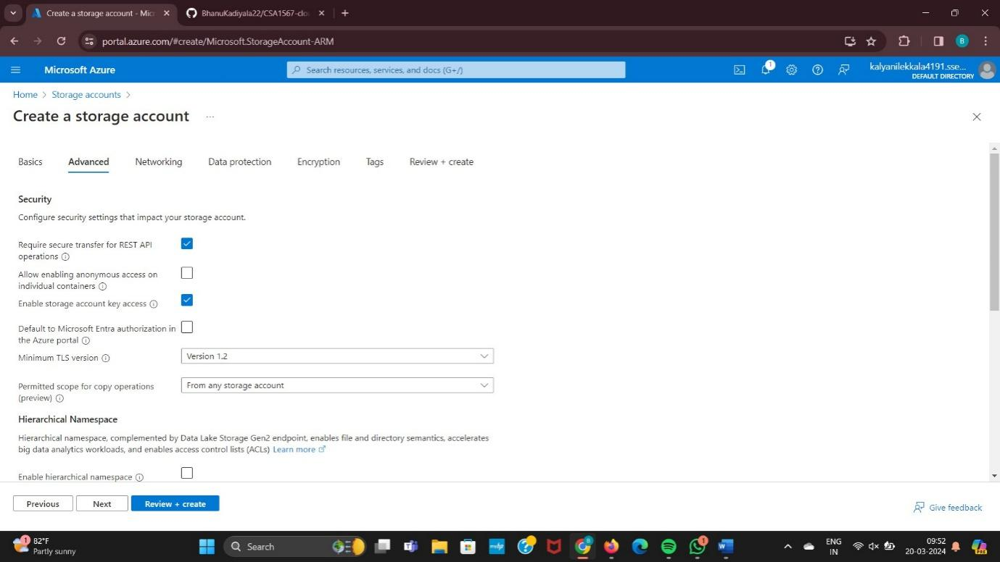 Create a storage account - Mic
BhanuKadiyala22/CSA1567-clo
portal.azure.com/#create/Microsoft.StorageAccount-ARM
B
Microsoft Azure
Search resources, services, and docs (G+/)
1
kalyanilekkala4191.sse...
DEFAULT DIRECTORY
Home > Storage accounts >
Create a storage account ...
Basics Advanced Networking Data protection Encryption Tags Review + create
Security
Configure security settings that impact your storage account.
Require secure transfer for REST API
operations
Allow enabling anonymous access on
individual containers
Enable storage account key access
Default to Microsoft Entra authorization in
the Azure portal
Minimum TLS version
Version 1.2
Permitted scope for copy operations
(preview)
From any storage account
Hierarchical Namespace
Hierarchical namespace, complemented by Data Lake Storage Gen2 endpoint, enables file and directory semantics, accelerates
big data analytics workloads, and enables access control lists (ACLs) Learn more
Enable hierarchical namespace
Previous Next Review + create
Give feedback
1
82°F
Partly sunny
Search
ENG
IN
09:52
20-03-2024
PRE